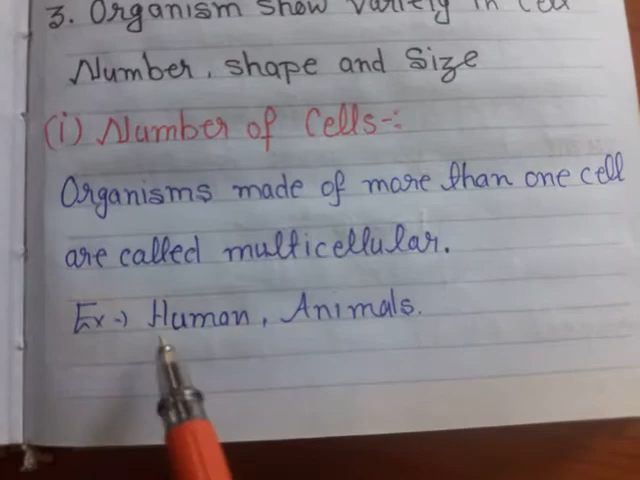 3. Organism show variety in Cell
Number, shape and Size
(i) Number of Cells-:
Organisms made of more than one cell
are called multicellular.
Ex-) Human, Animals.